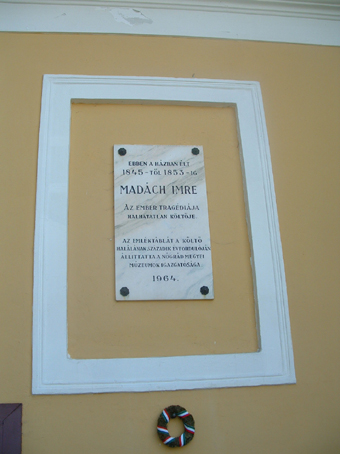 EBBEN A HÁZBAN ÉLT
1845-TŐL 1853-IG
MADÁCH IMRE
AZ EMBER TRAGÉDIÁJA
HALHATATLAN KÖLTŐJE.
AZ EMLÉKTÁBLÁT A KÖLTŐ
HALÁLÁNAK SZÁZADIK ÉVFORDULÓJÁN
ÁLLÍTTATTA A NÓGRÁD MEGYEI
MÚZEUMOK IGAZGATÓSÁGA
1964.